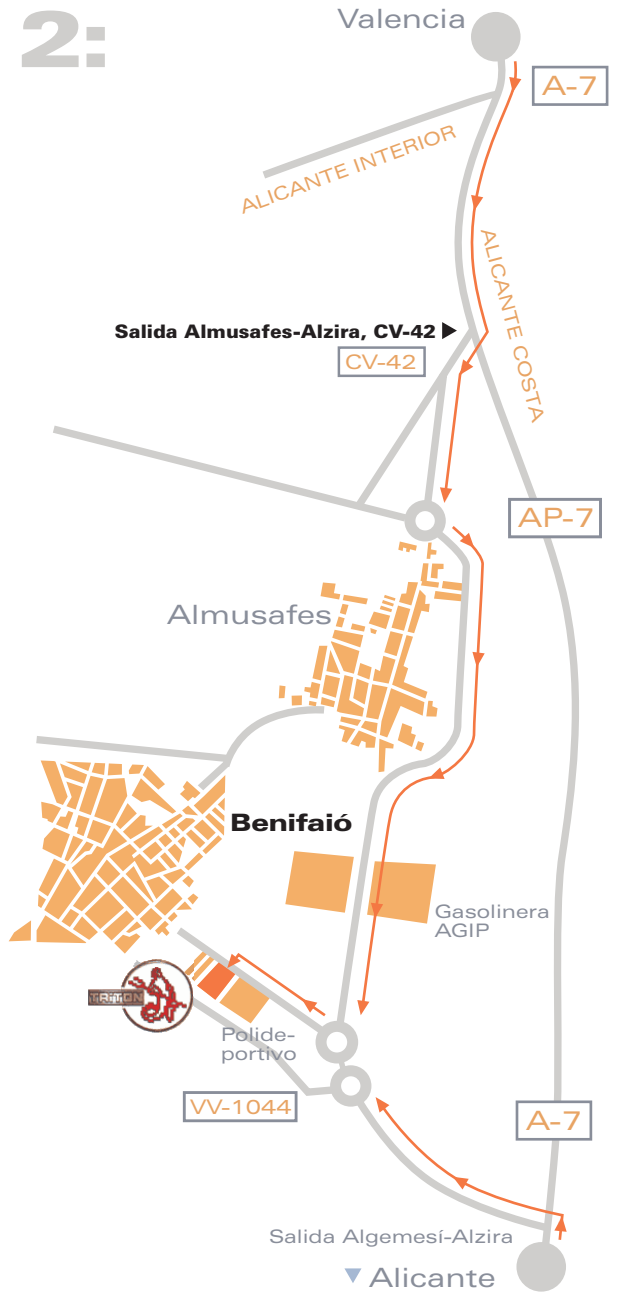 2:
Valencia
A-7
ALICANTE INTERIOR
ALICANTE COSTA
Salida Almusafes-Alzira, CV-42
CV-42
AP-7
Almusafes
Benifaió
Gasolinera
AGIP
TRITON
Polide-
portivo
VV-1044
A-7
Salida Algemesí-Alzira
Alicante